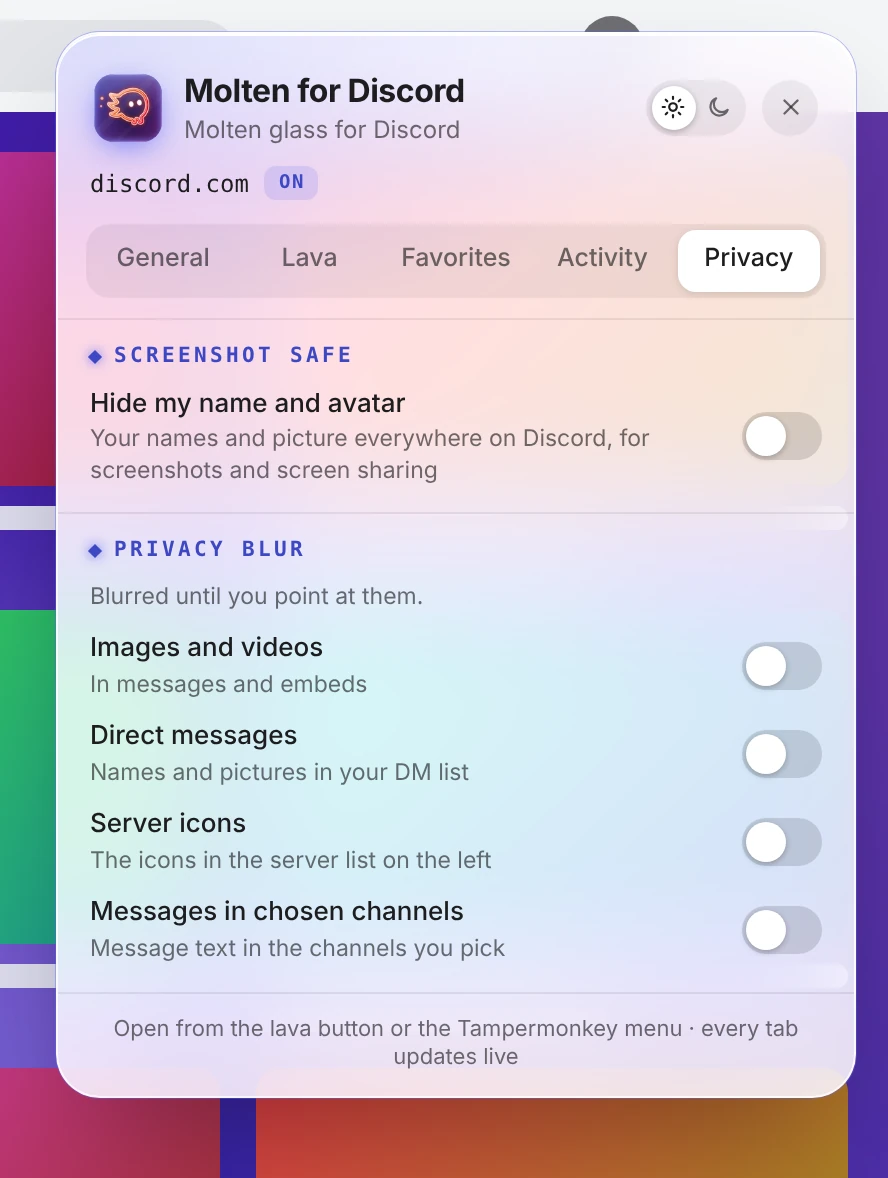 Molten for Discord
Molten glass for Discord
discord.com ON
General Lava Favorites Activity Privacy
◆ SCREENSHOT SAFE
Hide my name and avatar
Your names and picture everywhere on Discord, for
screenshots and screen sharing
◆ PRIVACY BLUR
Blurred until you point at them.
Images and videos
In messages and embeds
Direct messages
Names and pictures in your DM list
Server icons
The icons in the server list on the left
Messages in chosen channels
Message text in the channels you pick
Open from the lava button or the Tampermonkey menu · every tab
updates live